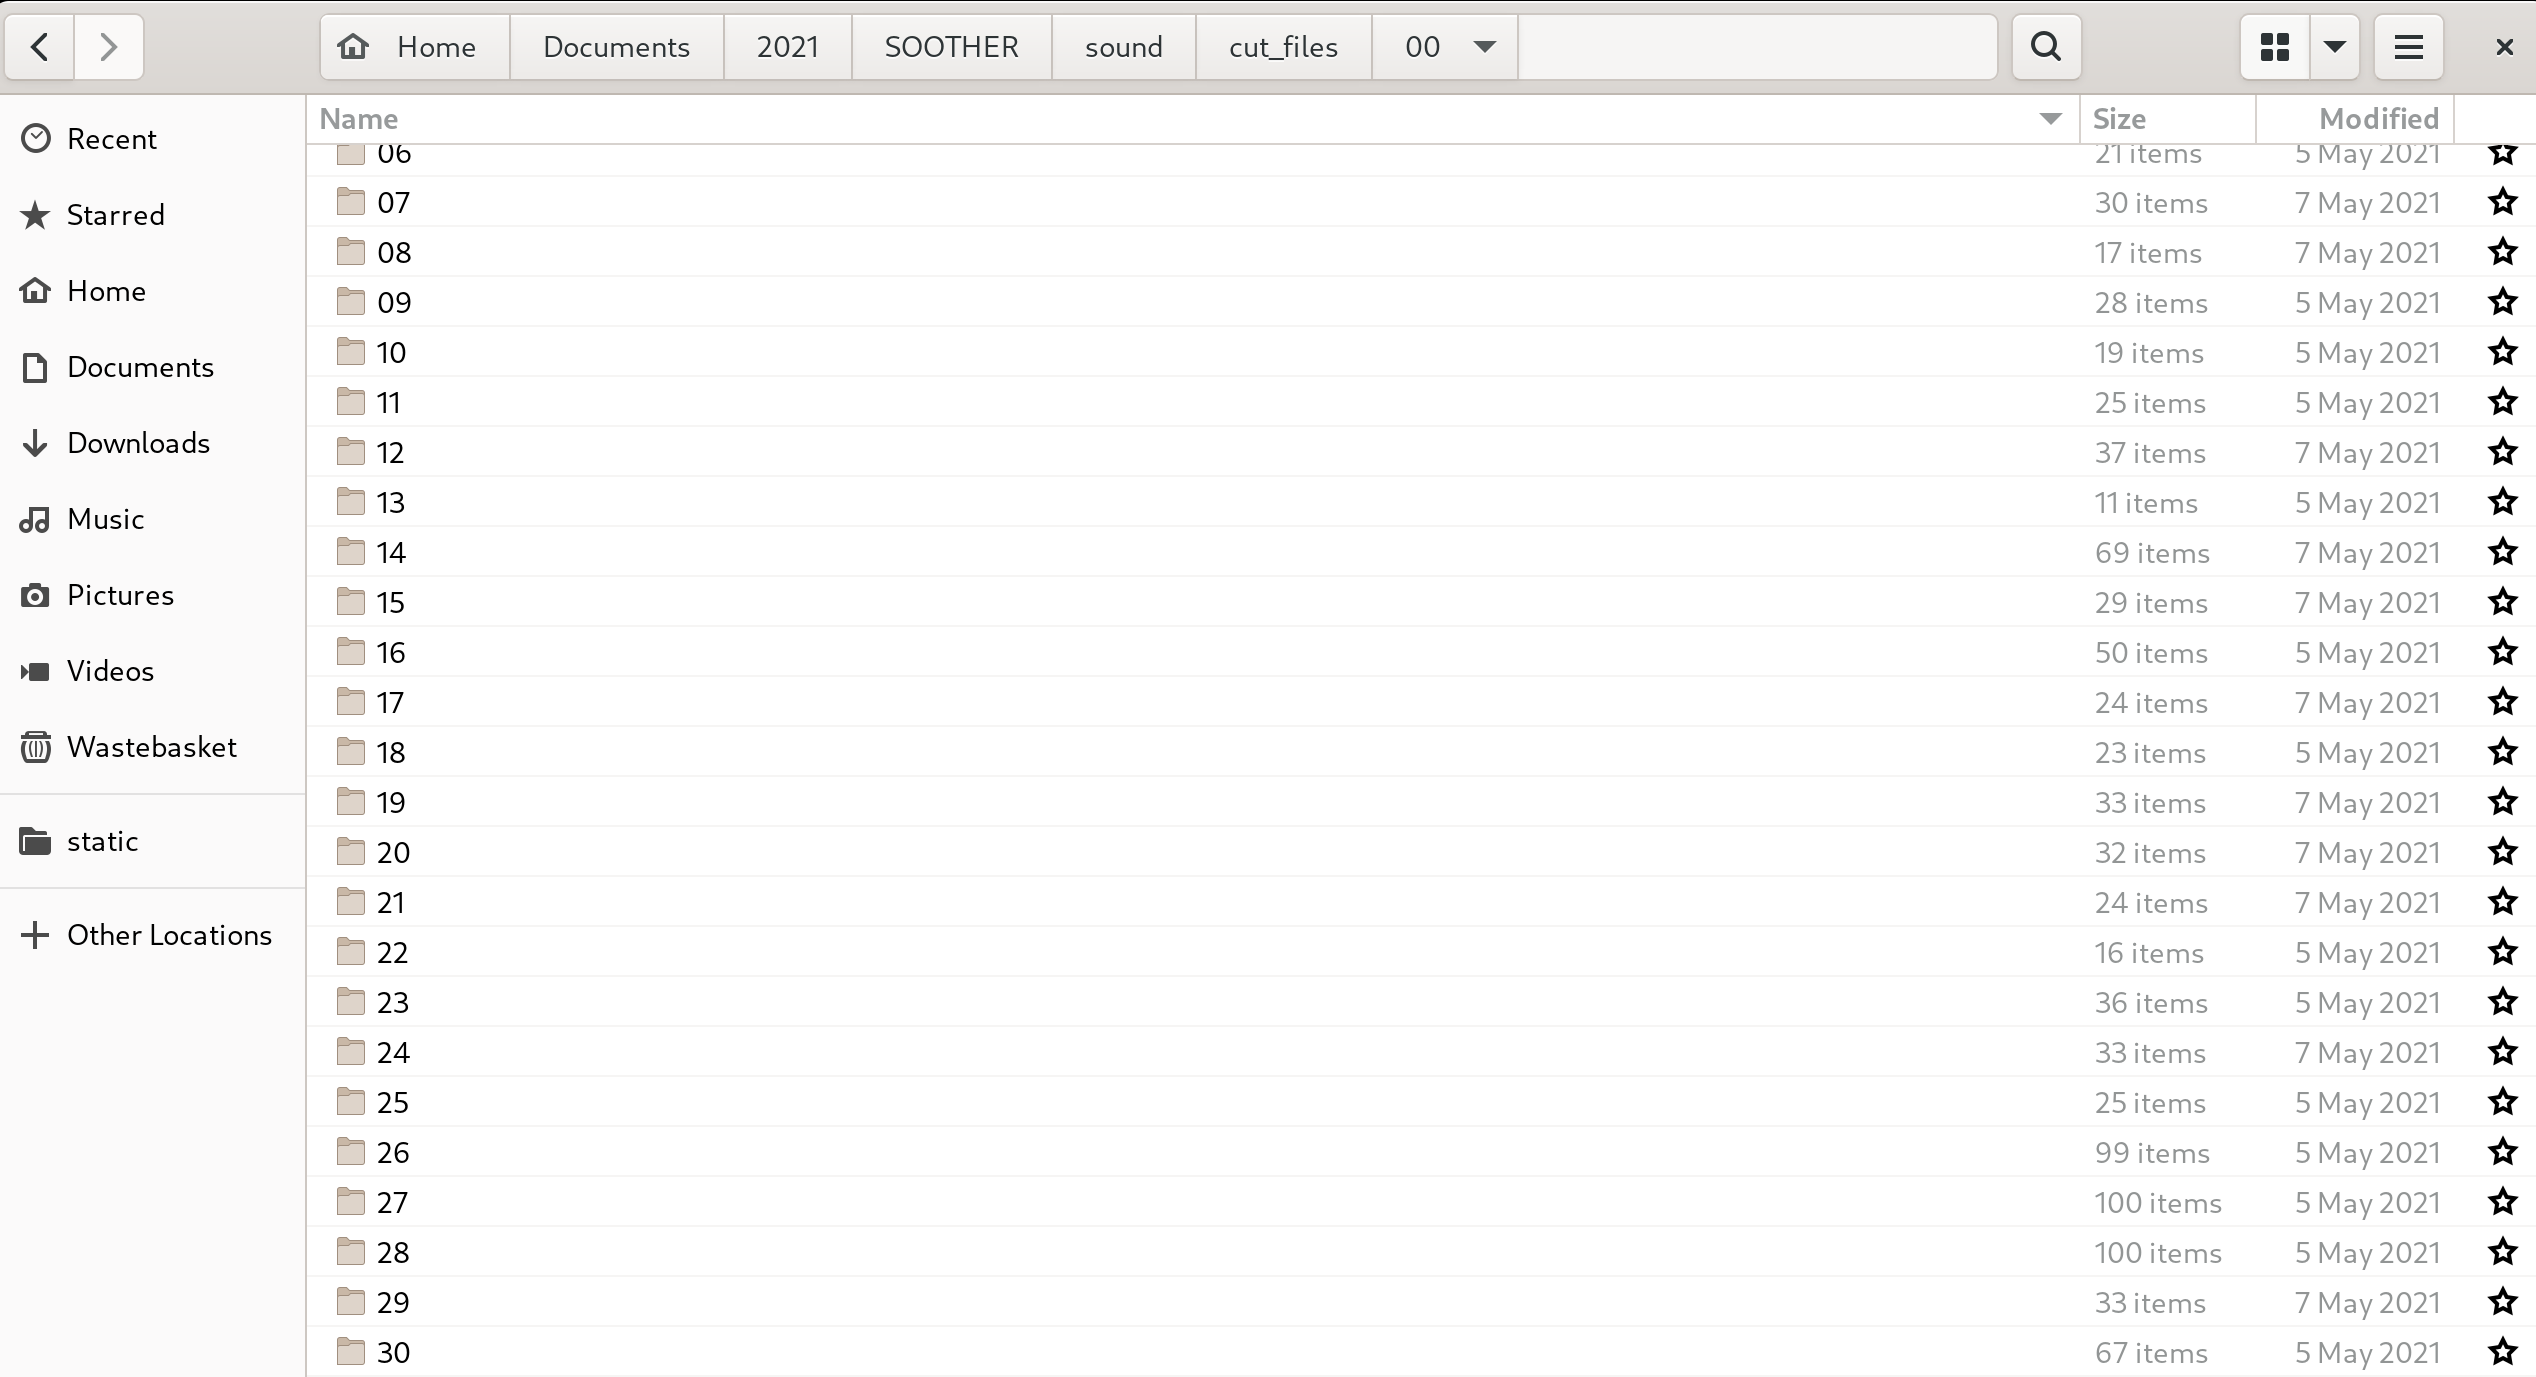 Home Documents 2021 SOOTHER sound cut_files 00
Name Size Modified
Recent
Starred
Home
Documents
Downloads
Music
Pictures
Videos
Wastebasket
static
Other Locations
06 21 items 5 May 2021
07 30 items 7 May 2021
08 17 items 7 May 2021
09 28 items 5 May 2021
10 19 items 5 May 2021
11 25 items 5 May 2021
12 37 items 7 May 2021
13 11 items 5 May 2021
14 69 items 7 May 2021
15 29 items 7 May 2021
16 50 items 5 May 2021
17 24 items 7 May 2021
18 23 items 5 May 2021
19 33 items 7 May 2021
20 32 items 7 May 2021
21 24 items 7 May 2021
22 16 items 5 May 2021
23 36 items 5 May 2021
24 33 items 7 May 2021
25 25 items 5 May 2021
26 99 items 5 May 2021
27 100 items 5 May 2021
28 100 items 5 May 2021
29 33 items 7 May 2021
30 67 items 5 May 2021